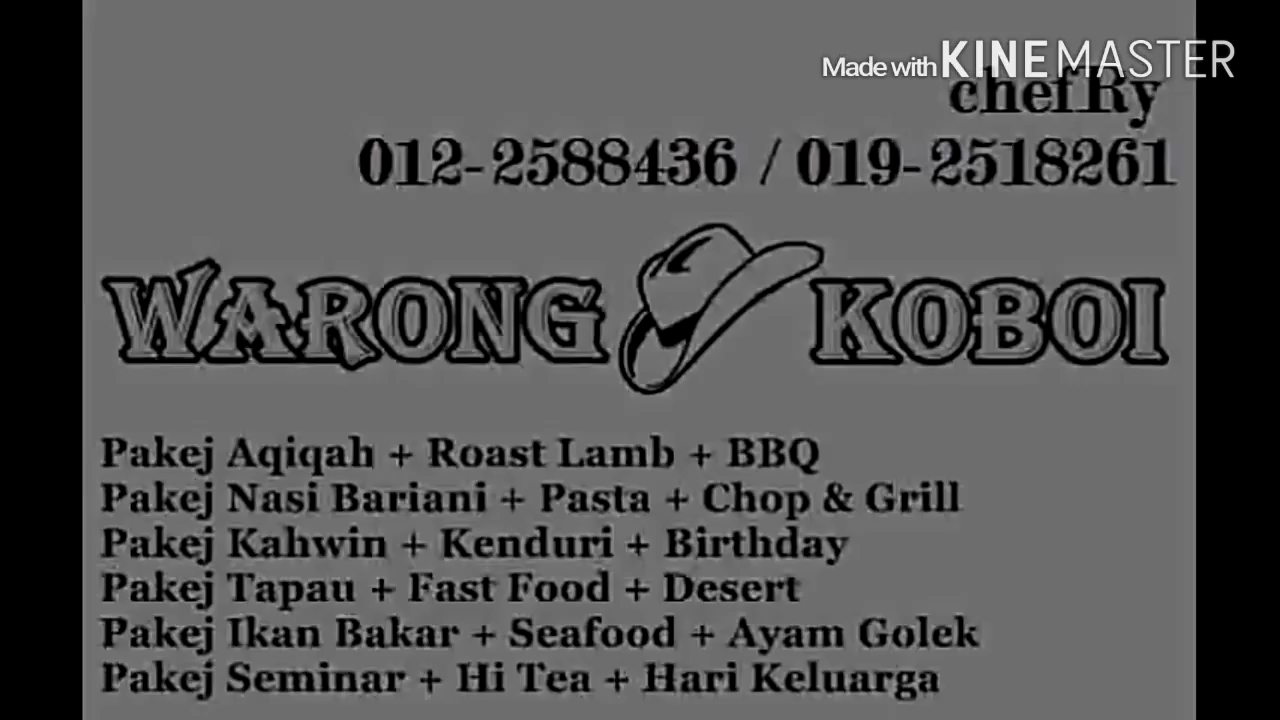 Made with KINEMASTER
chefRy
012-2588436 / 019-2518261
WARONG KOBOI
Pakej Aqiqah + Roast Lamb + BBQ
Pakej Nasi Bariani + Pasta + Chop & Grill
Pakej Kahwin + Kenduri + Birthday
Pakej Tapau + Fast Food + Desert
Pakej Ikan Bakar + Seafood + Ayam Golek
Pakej Seminar + Hi Tea + Hari Keluarga